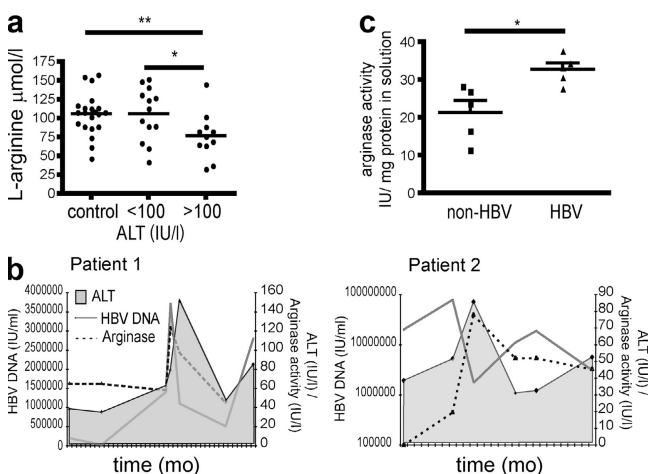 a
**
*
L-arginine μmol/l
175
150
125
100
75
50
25
0
control <100 >100
ALT (IU/l)
c
*
arginase activity
IU/ mg protein in solution
40
30
20
10
0
non-HBV HBV
b
Patient 1
HBV DNA (IU/ml)
4000000
3500000
3000000
2500000
2000000
1500000
1000000
500000
0
ALT
HBV DNA
Arginase
160
140
120
100
80
60
40
20
0
ALT (IU/l) /
Arginase activity (IU/l)
time (mo)
Patient 2
HBV DNA (IU/ml)
100000000
10000000
1000000
100000
90
80
70
60
50
40
30
20
10
0
ALT (IU/l) /
Arginase activity (IU/l)
time (mo)